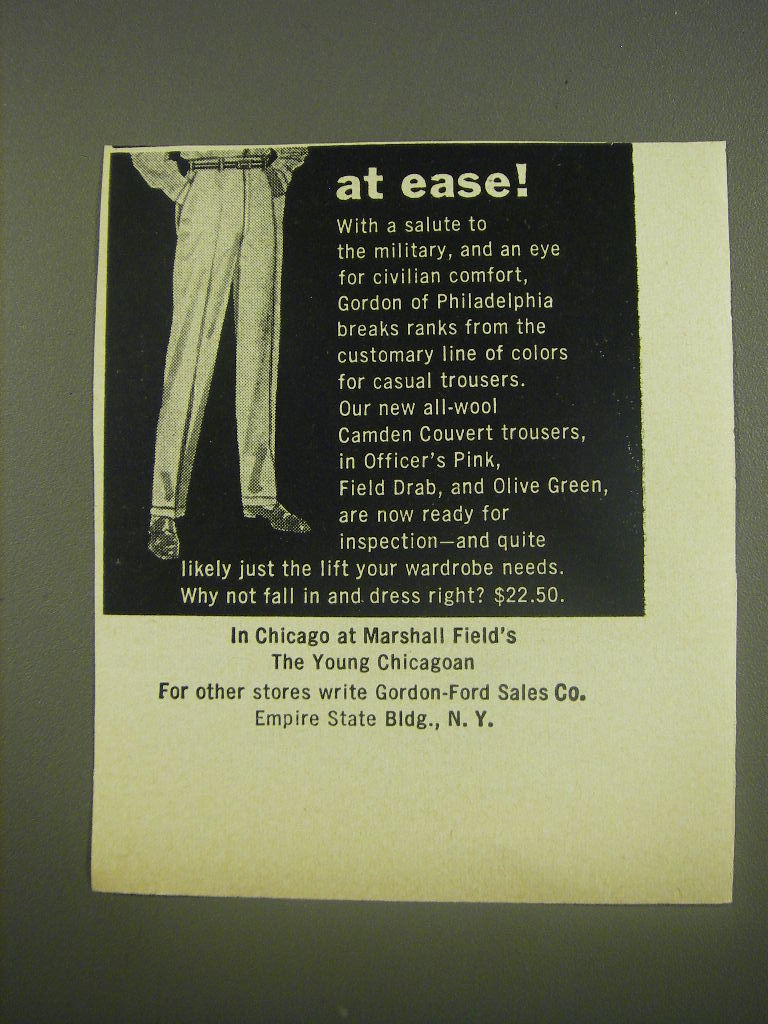 at ease!
With a salute to
the military, and an eye
for civilian comfort,
Gordon of Philadelphia
breaks ranks from the
customary line of colors
for casual trousers.
Our new all-wool
Camden Couvert trousers,
in Officer's Pink,
Field Drab, and Olive Green,
are now ready for
inspection—and quite
likely just the lift your wardrobe needs.
Why not fall in and dress right? $22.50.
In Chicago at Marshall Field's
The Young Chicagoan
For other stores write Gordon-Ford Sales Co.
Empire State Bldg., N. Y.